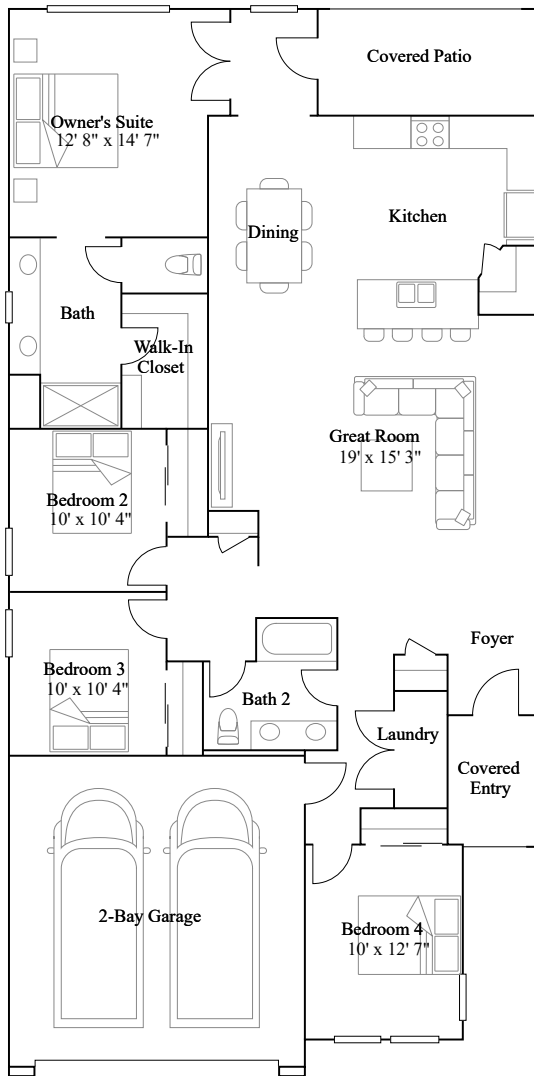 Covered Patio
Owner's Suite
12' 8" x 14' 7"
Kitchen
Dining
Bath
Walk-In
Closet
Great Room
19' x 15' 3"
Bedroom 2
10' x 10' 4"
Foyer
Bedroom 3
10' x 10' 4"
Bath 2
Laundry
Covered
Entry
2-Bay Garage
Bedroom 4
10' x 12' 7"